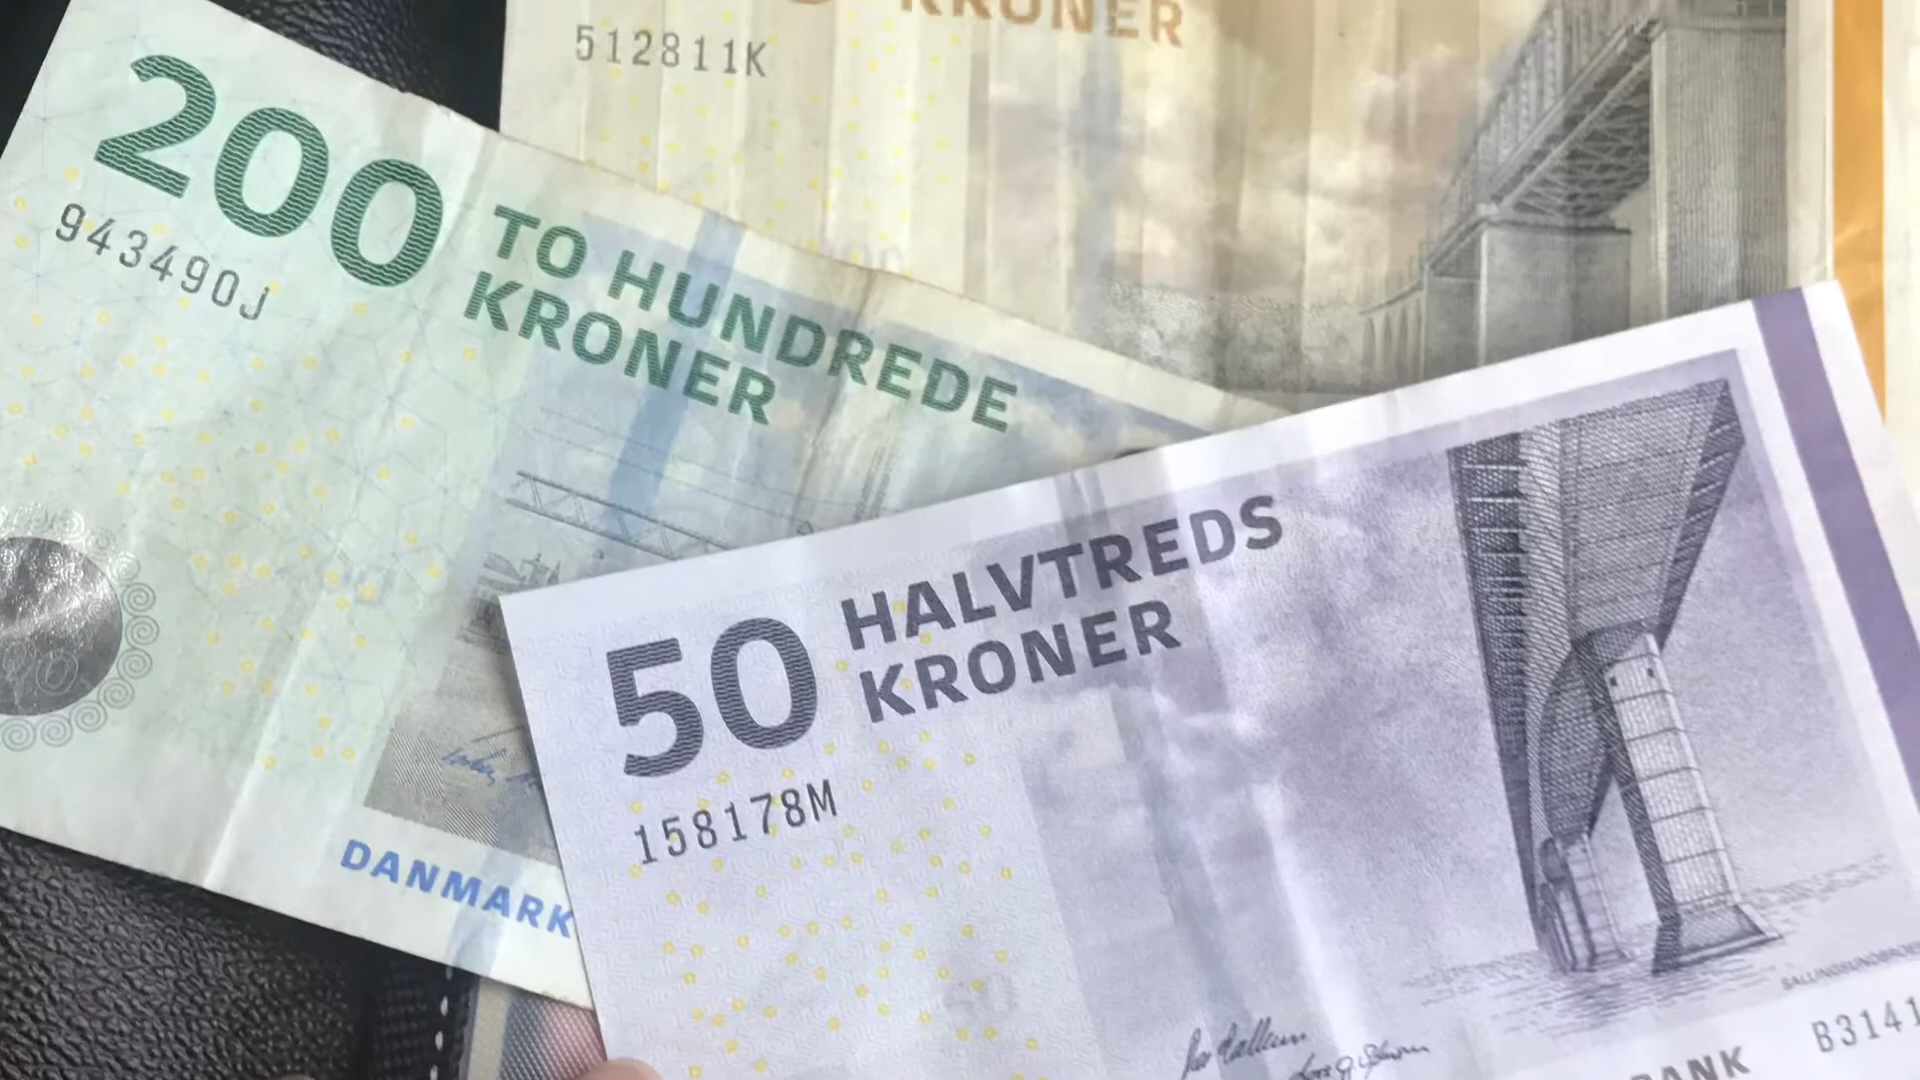 KRONER
512811K
200
TO HUNDREDE
KRONER
943490J
DANMARK
50
HALVTREDS
KRONER
158178M
B3141